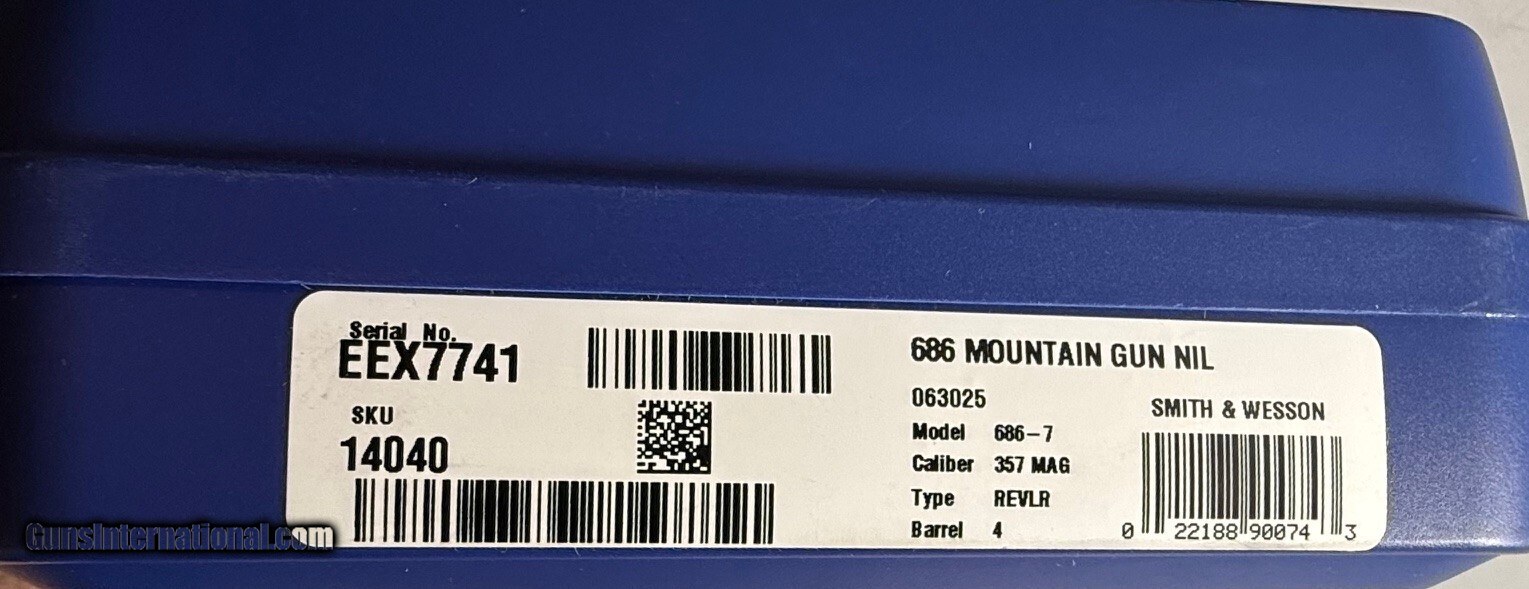 Serial No.
EEX7741
SKU
14040
686 MOUNTAIN GUN NIL
063025
Model 686-7
Caliber 357 MAG
Type REVLR
Barrel 4
SMITH & WESSON
0 22188 90074 3
GunsInternational.com